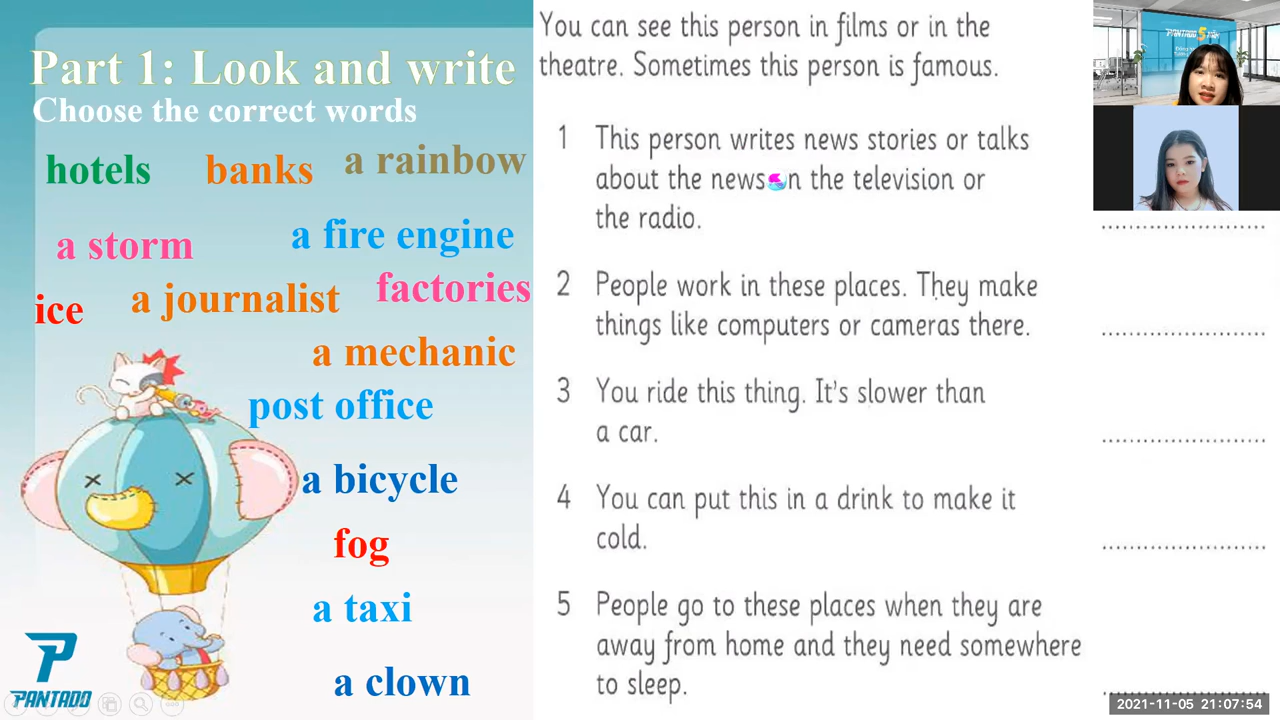 Part 1: Look and write
Choose the correct words
hotels banks a rainbow
a storm a fire engine
ice a journalist factories
a mechanic
post office
a bicycle
fog
a taxi
a clown
PANTADO
You can see this person in films or in the
theatre. Sometimes this person is famous.
1 This person writes news stories or talks
about the news on the television or
the radio.
2 People work in these places. They make
things like computers or cameras there.
3 You ride this thing. It's slower than
a car.
4 You can put this in a drink to make it
cold.
5 People go to these places when they are
away from home and they need somewhere
to sleep.
PANTADO 5
2021-11-05 21:07:54